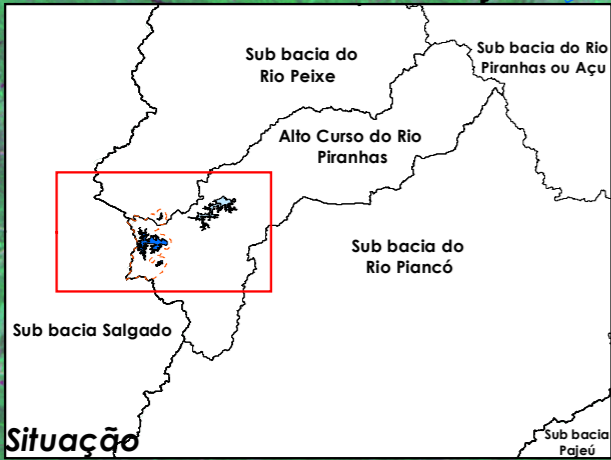 Sub bacia do
Rio Peixe
Sub bacia do Rio
Piranhas ou Açu
Alto Curso do Rio
Piranhas
Sub bacia do
Rio Piancó
Sub bacia Salgado
Situação
Sub bacia
Pajeú